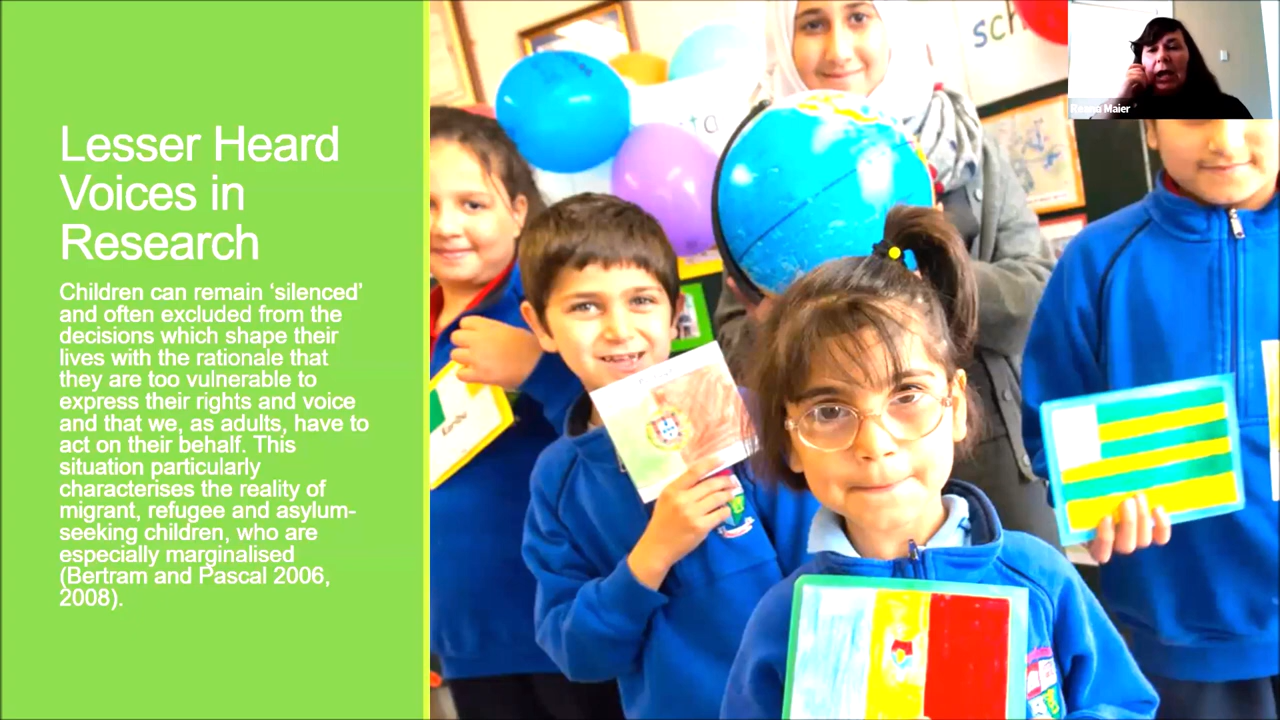 Lesser Heard
Voices in
Research
Children can remain ‘silenced’
and often excluded from the
decisions which shape their
lives with the rationale that
they are too vulnerable to
express their rights and voice
and that we, as adults, have to
act on their behalf. This
situation particularly
characterises the reality of
migrant, refugee and asylum-
seeking children, who are
especially marginalised
(Bertram and Pascal 2006,
2008).
Maier